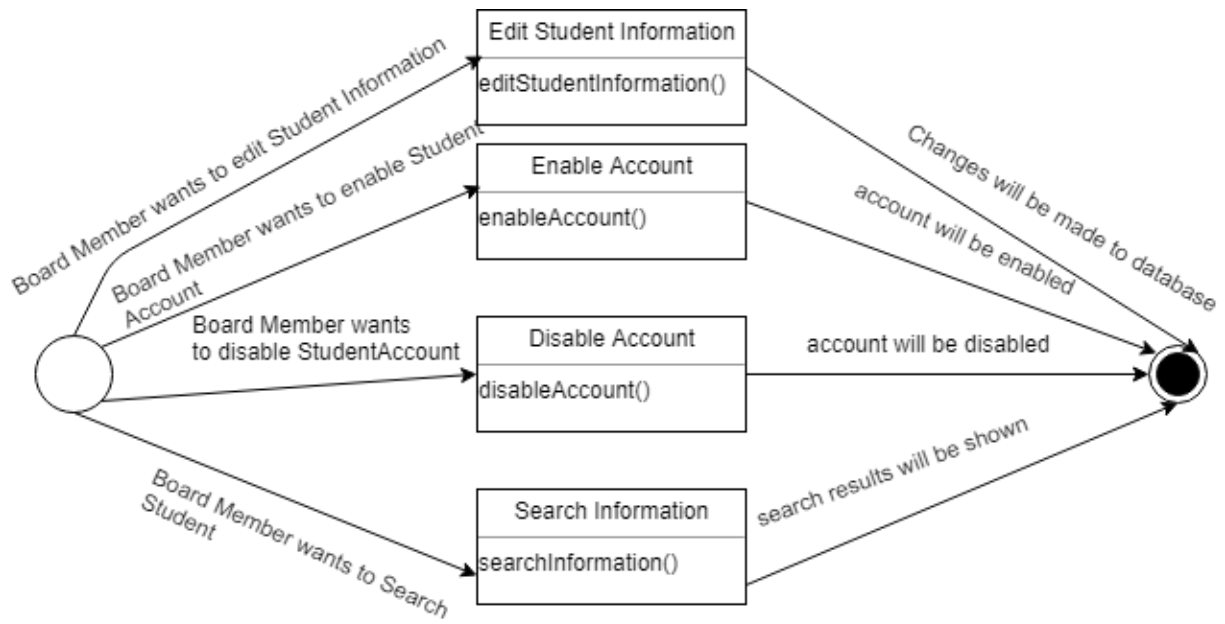 Edit Student Information
editStudentInformation()
Board Member wants to edit Student Information
Changes will be made to database
Enable Account
enableAccount()
Board Member wants to enable Student
Account
account will be enabled
Board Member wants
to disable StudentAccount
Disable Account
disableAccount()
account will be disabled
Board Member wants to Search
Student
Search Information
searchInformation()
search results will be shown